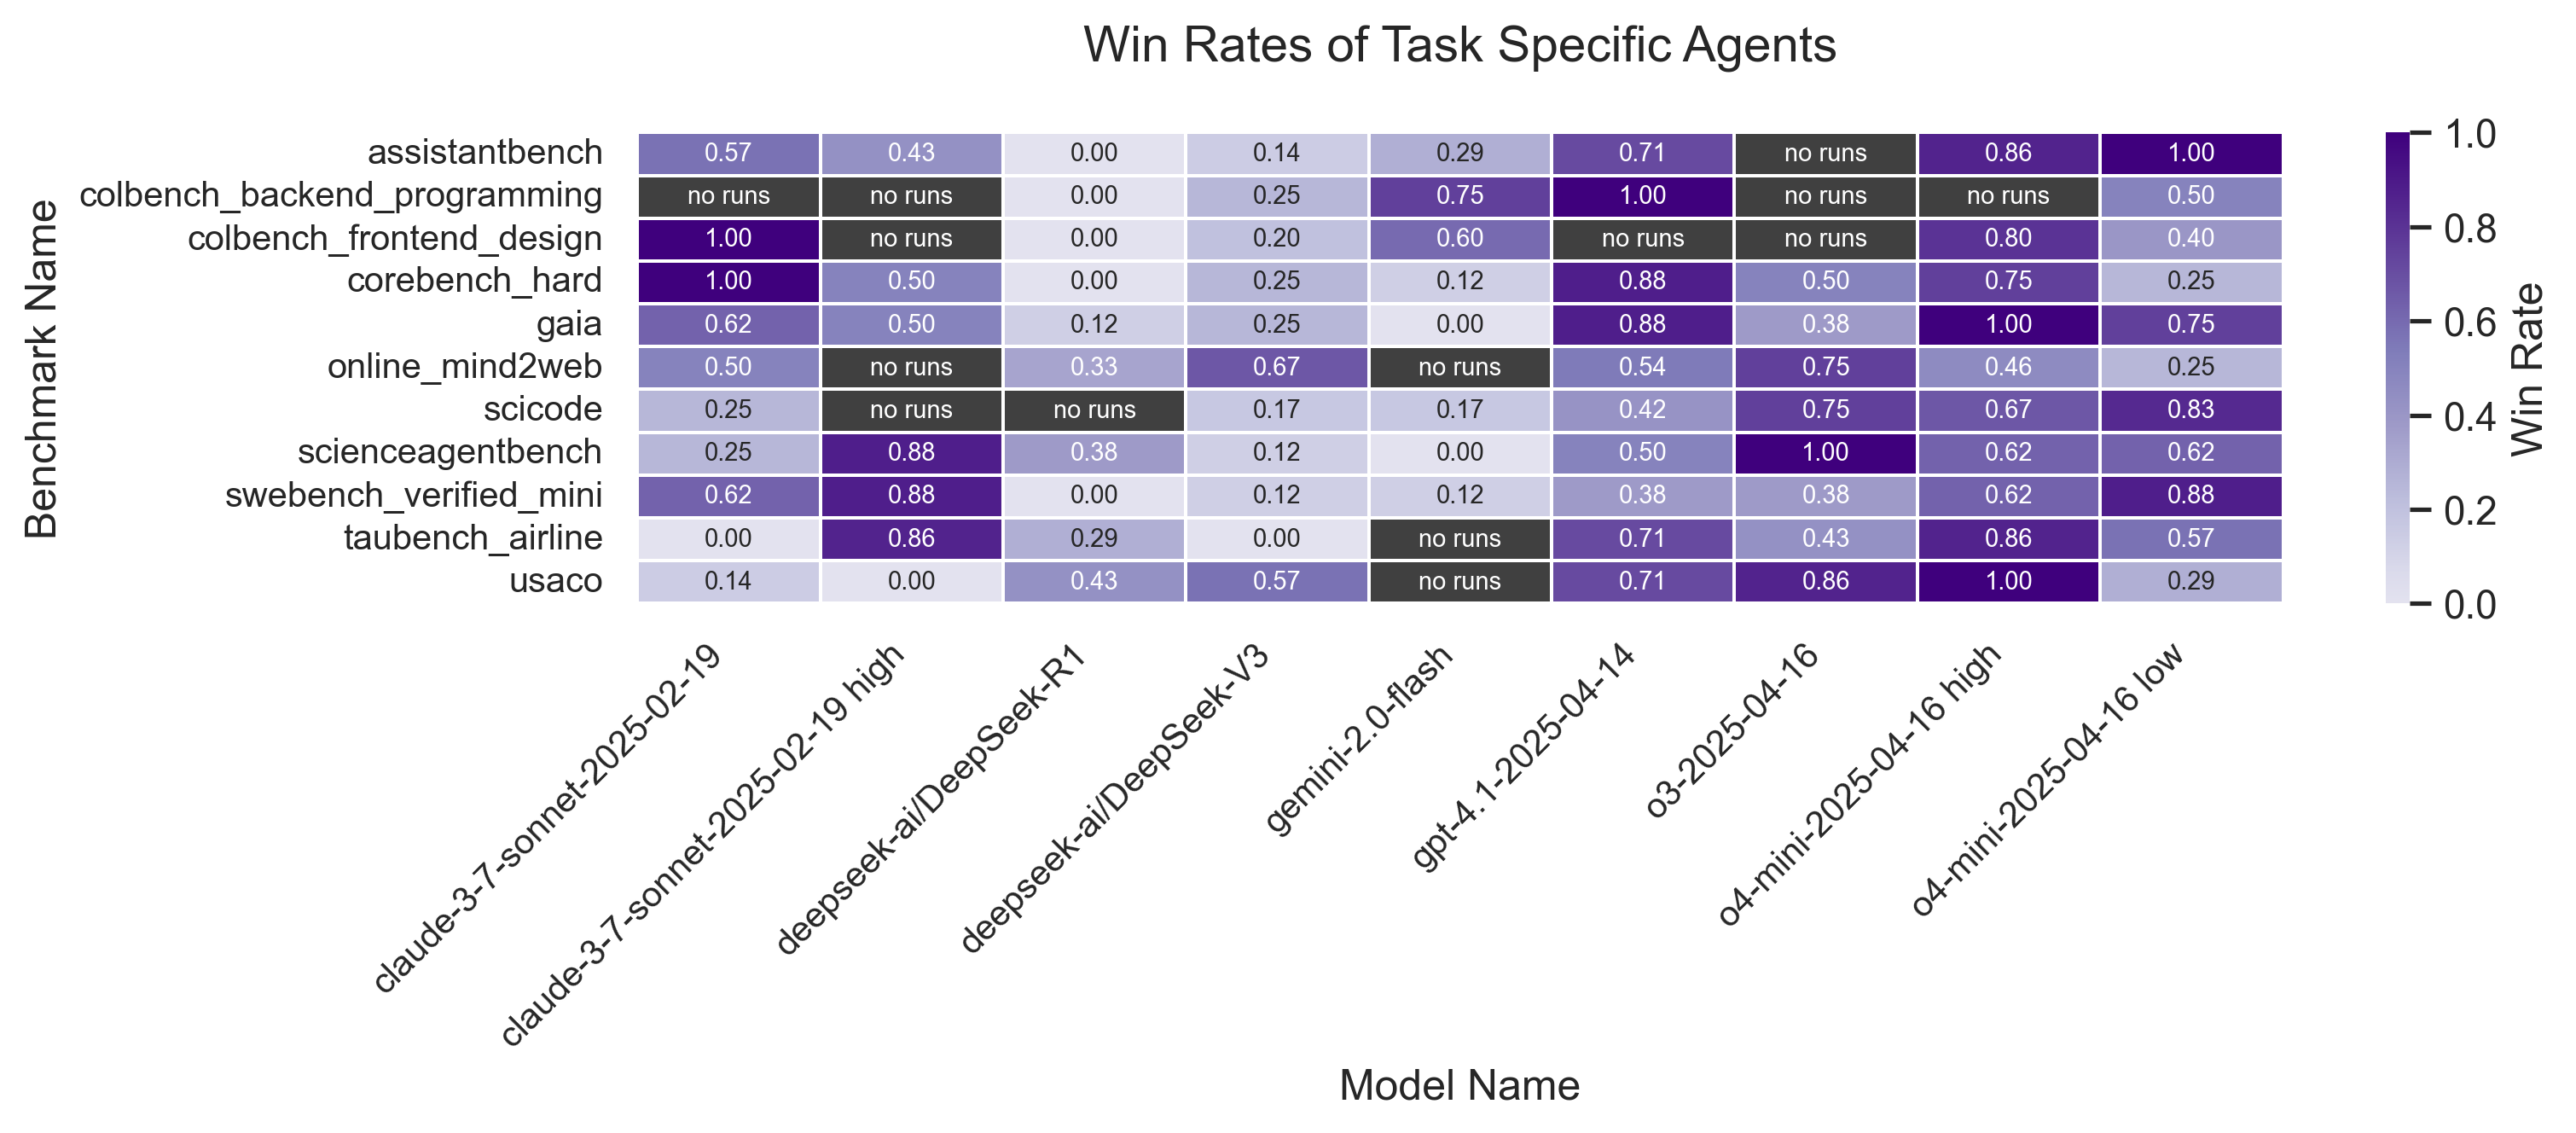 Win Rates of Task Specific Agents
Benchmark Name
assistantbench 0.57 0.43 0.00 0.14 0.29 0.71 no runs 0.86 1.00
colbench_backend_programming no runs no runs 0.00 0.25 0.75 1.00 no runs no runs 0.50
colbench_frontend_design 1.00 no runs 0.00 0.20 0.60 no runs no runs 0.80 0.40
corebench_hard 1.00 0.50 0.00 0.25 0.12 0.88 0.50 0.75 0.25
gaia 0.62 0.50 0.12 0.25 0.00 0.88 0.38 1.00 0.75
online_mind2web 0.50 no runs 0.33 0.67 no runs 0.54 0.75 0.46 0.25
scicode 0.25 no runs no runs 0.17 0.17 0.42 0.75 0.67 0.83
scienceagentbench 0.25 0.88 0.38 0.12 0.00 0.50 1.00 0.62 0.62
swebench_verified_mini 0.62 0.88 0.00 0.12 0.12 0.38 0.38 0.62 0.88
taubench_airline 0.00 0.86 0.29 0.00 no runs 0.71 0.43 0.86 0.57
usaco 0.14 0.00 0.43 0.57 no runs 0.71 0.86 1.00 0.29
claude-3-7-sonnet-2025-02-19
claude-3-7-sonnet-2025-02-19 high
deepseek-ai/DeepSeek-R1
deepseek-ai/DeepSeek-V3
gemini-2.0-flash
gpt-4.1-2025-04-14
o3-2025-04-16
o4-mini-2025-04-16 high
o4-mini-2025-04-16 low
Model Name
1.0
0.8
0.6
0.4
0.2
0.0
Win Rate